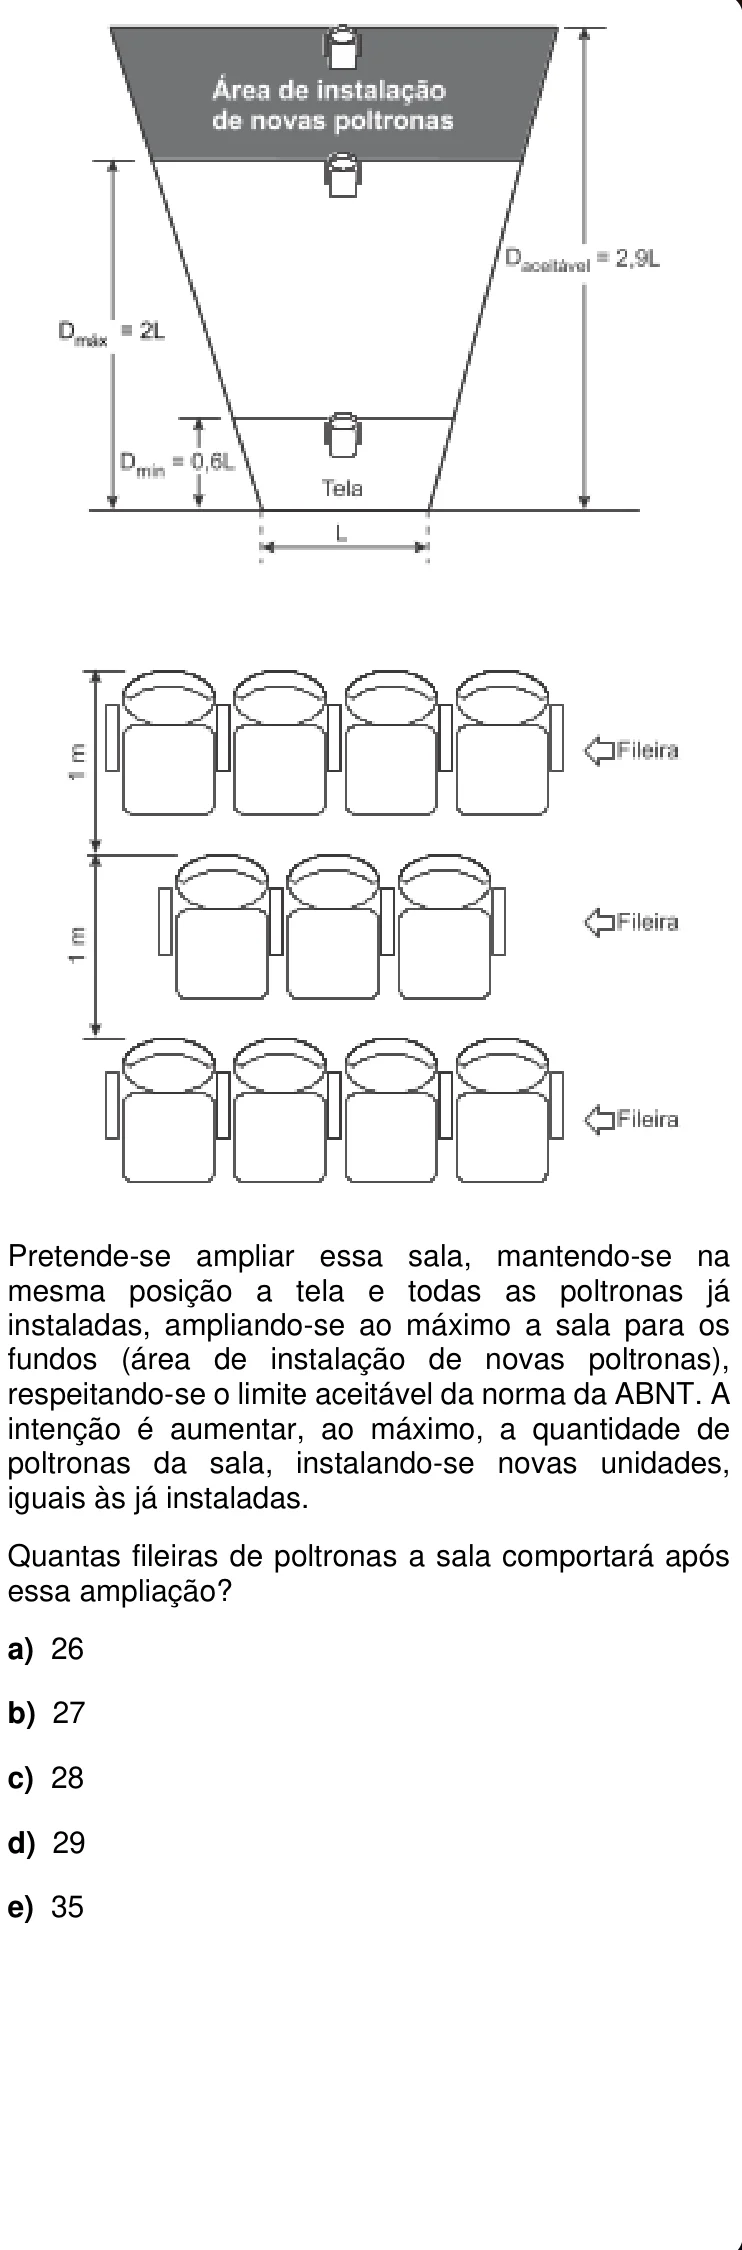 Área de instalação
de novas poltronas
D aceitável = 2,9L
D máx = 2L
D mín = 0,6L
Tela
L
1 m
Fileira
1 m
Fileira
Fileira
Pretende-se ampliar essa sala, mantendo-se na
mesma posição a tela e todas as poltronas já
instaladas, ampliando-se ao máximo a sala para os
fundos (área de instalação de novas poltronas),
respeitando-se o limite aceitável da norma da ABNT. A
intenção é aumentar, ao máximo, a quantidade de
poltronas da sala, instalando-se novas unidades,
iguais às já instaladas.
Quantas fileiras de poltronas a sala comportará após
essa ampliação?
a) 26
b) 27
c) 28
d) 29
e) 35